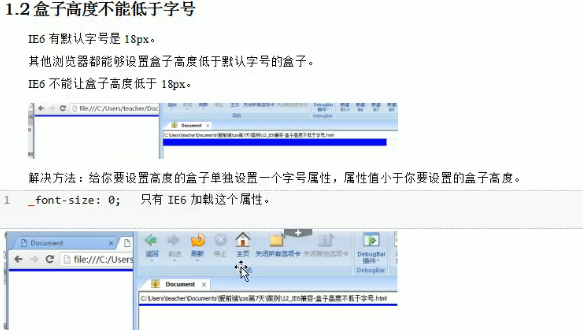 1.2 盒子高度不能低于字号
IE6 有默认字号是 18px。
其他浏览器都能够设置盒子高度低于默认字号的盒子。
IE6 不能让盒子高度低于 18px。
file:///C:/Users/teacher/Doc
Document
C:\Users\teacher\Documents\爱前端\css第7天\案例\12_IE6兼容-盒子高度不低于字号.html
解决方法：给你要设置高度的盒子单独设置一个字号属性，属性值小于你要设置的盒子高度。
1 _font-size: 0; 只有 IE6 加载这个属性。
Document
file:///C:/Users
返回 前进 刷新 停止 主页 关闭所有选项卡 关闭当前选项卡 DebugBar 插件
DebugBar
Document
C:\Users\teacher\Documents\爱前端\css第7天\案例\12_IE6兼容-盒子高度不低于字号.html